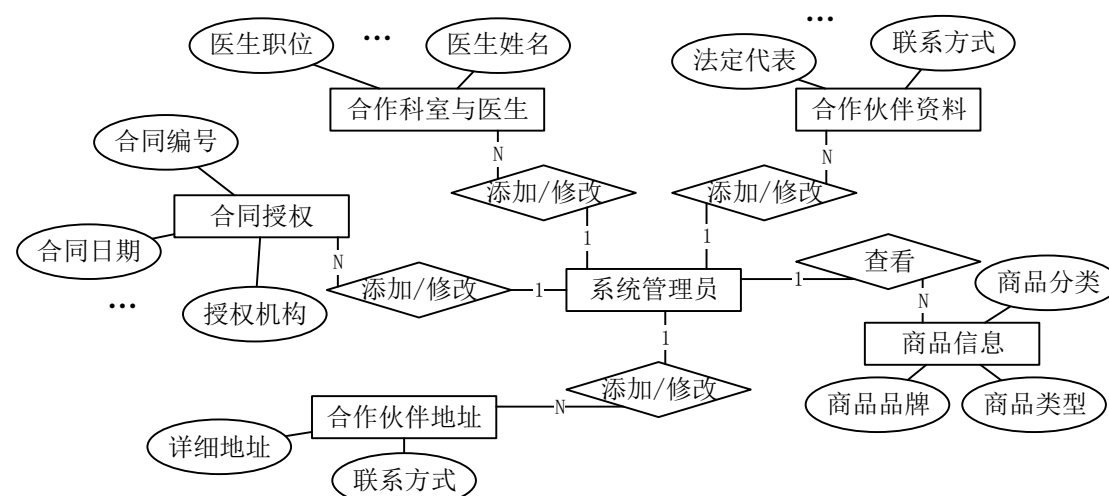 …
医生职位
…
医生姓名
联系方式
法定代表
合作科室与医生
合作伙伴资料
合同编号
N
N
添加/修改
添加/修改
合同授权
1
1
合同日期
N
查看
…
添加/修改
1
系统管理员
1
商品分类
授权机构
N
1
商品信息
添加/修改
合作伙伴地址
N
商品品牌
商品类型
详细地址
联系方式